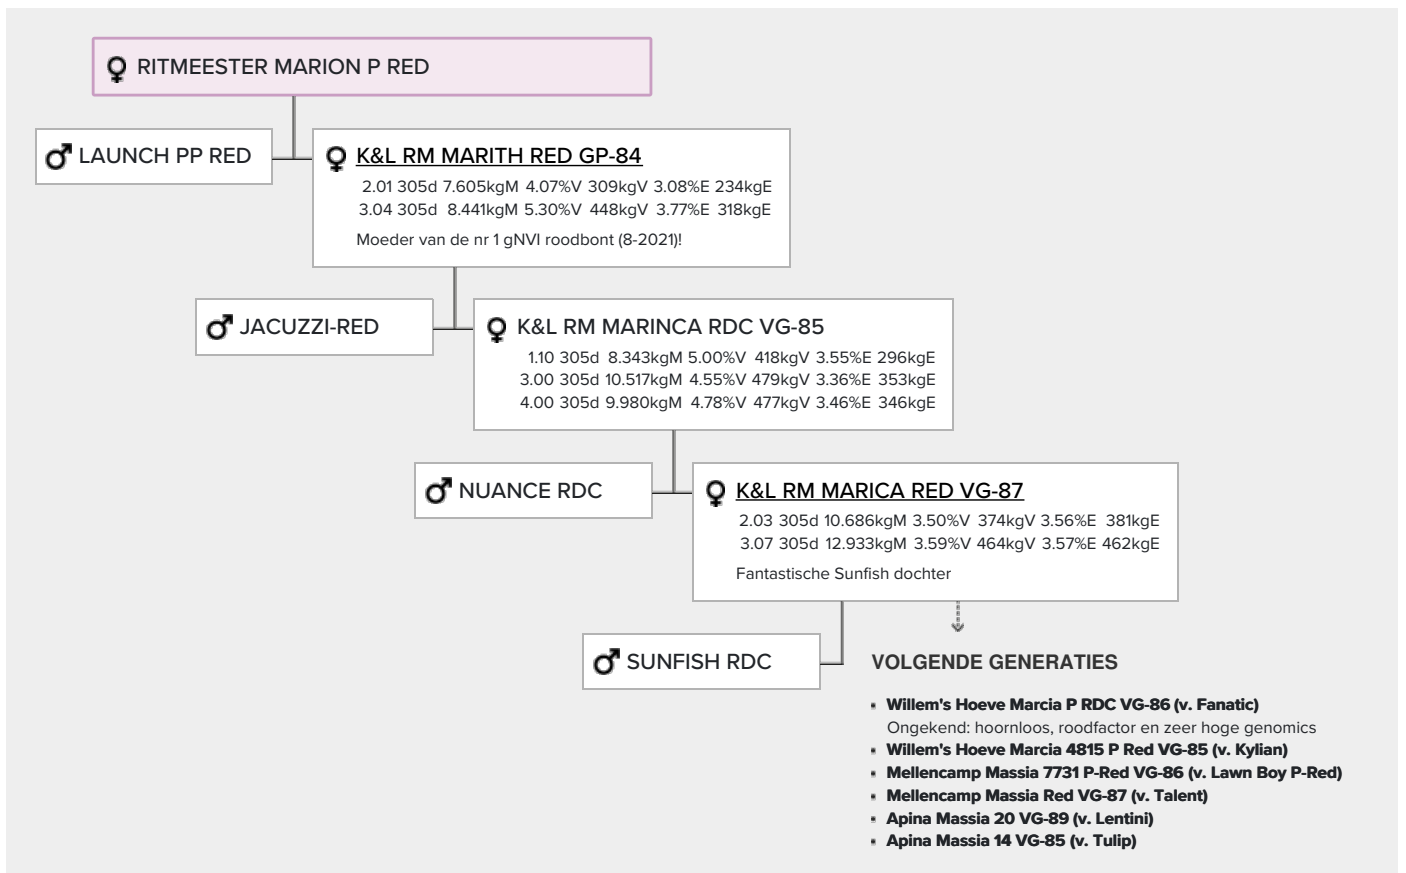 RITMEESTER MARION P RED
LAUNCH PP RED
K&L RM MARITH RED GP-84
2.01 305d 7.605kgM 4.07%V 309kgV 3.08%E 234kgE
3.04 305d 8.441kgM 5.30%V 448kgV 3.77%E 318kgE
Moeder van de nr 1 gNVI roodbont (8-2021)!
JACUZZI-RED
K&L RM MARINCA RDC VG-85
1.10 305d 8.343kgM 5.00%V 418kgV 3.55%E 296kgE
3.00 305d 10.517kgM 4.55%V 479kgV 3.36%E 353kgE
4.00 305d 9.980kgM 4.78%V 477kgV 3.46%E 346kgE
NUANCE RDC
K&L RM MARICA RED VG-87
2.03 305d 10.686kgM 3.50%V 374kgV 3.56%E 381kgE
3.07 305d 12.933kgM 3.59%V 464kgV 3.57%E 462kgE
Fantastische Sunfish dochter
SUNFISH RDC
VOLGENDE GENERATIES
Willem's Hoeve Marcia P RDC VG-86 (v. Fanatic)
Ongekend: hoornloos, roodfactor en zeer hoge genomics
Willem's Hoeve Marcia 4815 P Red VG-85 (v. Kylian)
Mellencamp Massia 7731 P-Red VG-86 (v. Lawn Boy P-Red)
Mellencamp Massia Red VG-87 (v. Talent)
Apina Massia 20 VG-89 (v. Lentini)
Apina Massia 14 VG-85 (v. Tulip)